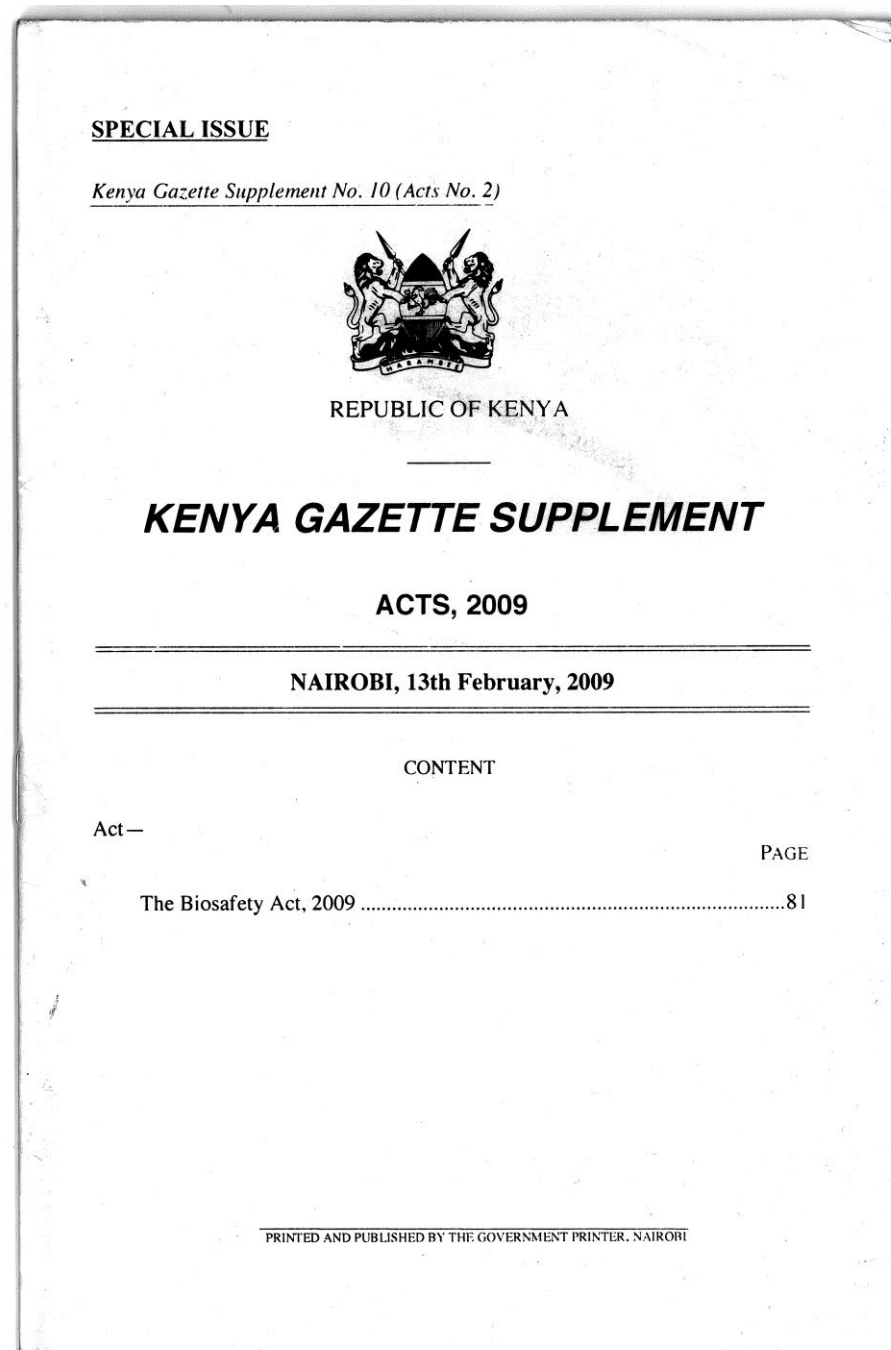 SPECIAL ISSUE
Kenya Gazette Supplement No. 10 (Acts No. 2)
HARAMBEE
REPUBLIC OF KENYA
KENYA GAZETTE SUPPLEMENT
ACTS, 2009
NAIROBI, 13th February, 2009
CONTENT
Act—
PAGE
The Biosafety Act, 2009 ..................................................................................81
PRINTED AND PUBLISHED BY THE GOVERNMENT PRINTER, NAIROBI